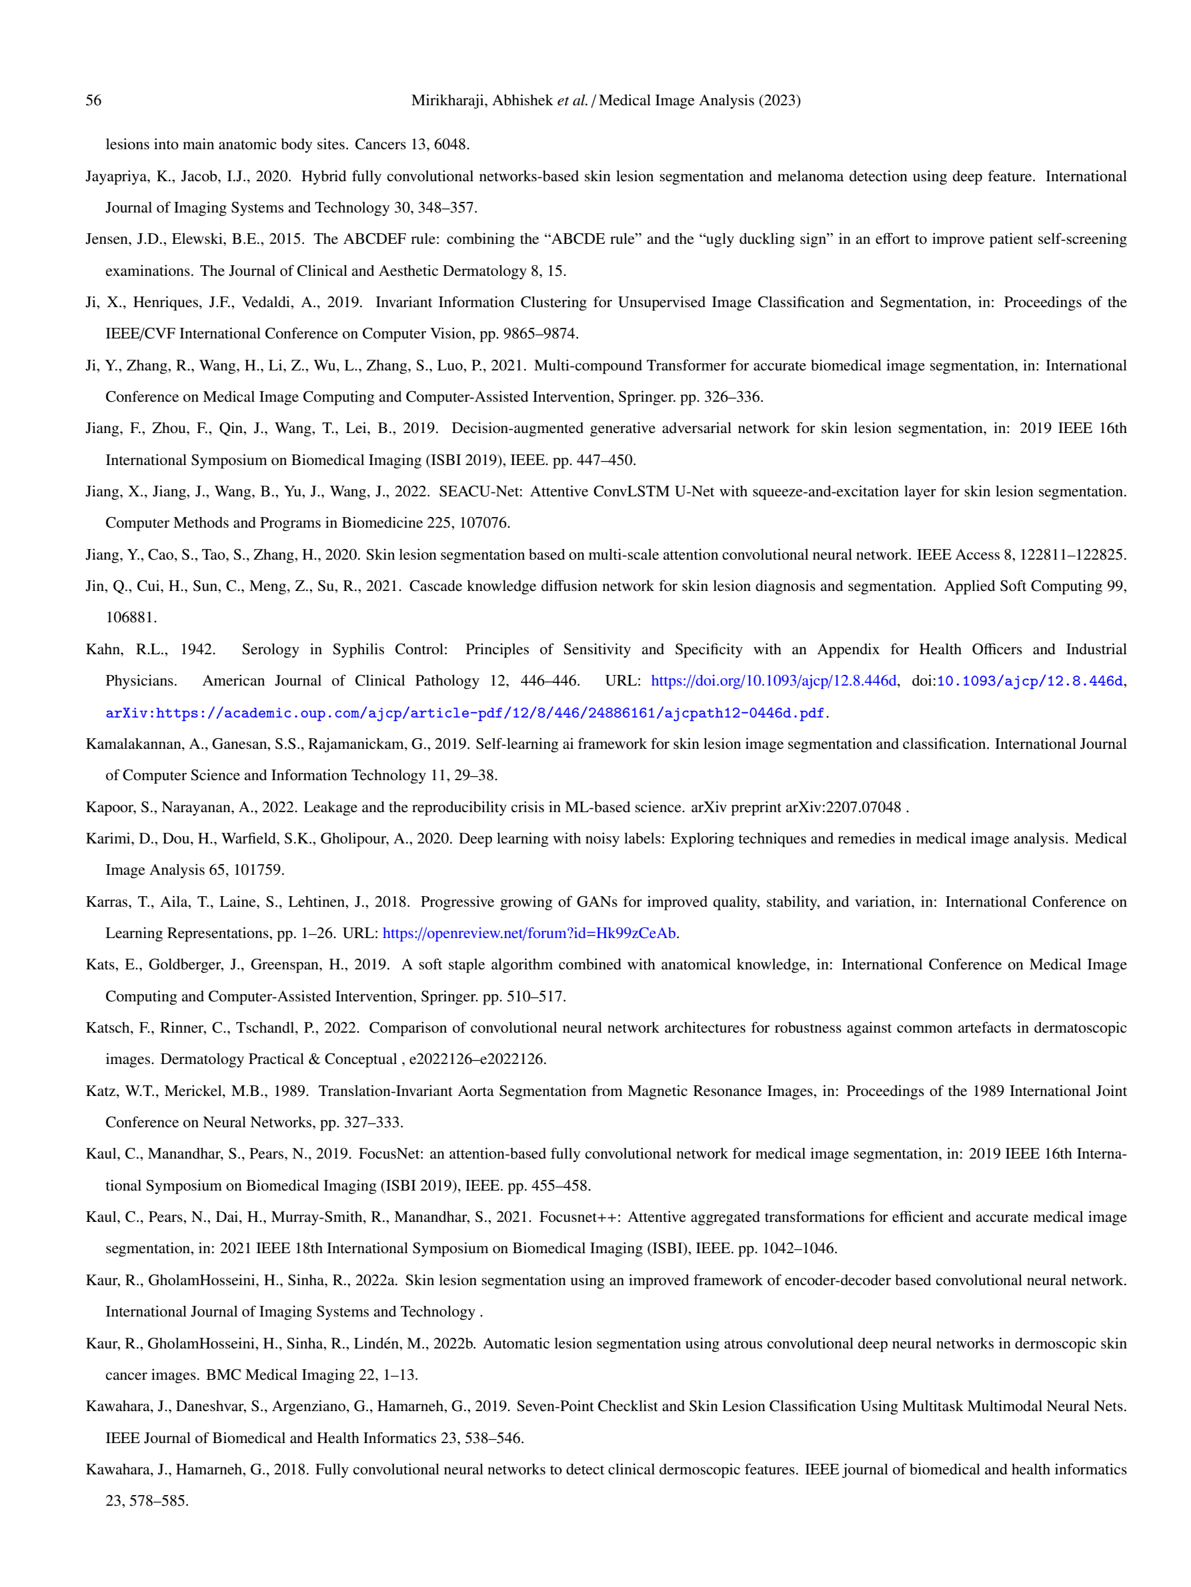 56
Mirikharaji, Abhishek et al. / Medical Image Analysis (2023)
lesions into main anatomic body sites. Cancers 13, 6048.
Jayapriya, K., Jacob, I.J., 2020. Hybrid fully convolutional networks-based skin lesion segmentation and melanoma detection using deep feature. International
Journal of Imaging Systems and Technology 30, 348–357.
Jensen, J.D., Elewski, B.E., 2015. The ABCDEF rule: combining the “ABCDE rule” and the “ugly duckling sign” in an effort to improve patient self-screening
examinations. The Journal of Clinical and Aesthetic Dermatology 8, 15.
Ji, X., Henriques, J.F., Vedaldi, A., 2019. Invariant Information Clustering for Unsupervised Image Classification and Segmentation, in: Proceedings of the
IEEE/CVF International Conference on Computer Vision, pp. 9865–9874.
Ji, Y., Zhang, R., Wang, H., Li, Z., Wu, L., Zhang, S., Luo, P., 2021. Multi-compound Transformer for accurate biomedical image segmentation, in: International
Conference on Medical Image Computing and Computer-Assisted Intervention, Springer. pp. 326–336.
Jiang, F., Zhou, F., Qin, J., Wang, T., Lei, B., 2019. Decision-augmented generative adversarial network for skin lesion segmentation, in: 2019 IEEE 16th
International Symposium on Biomedical Imaging (ISBI 2019), IEEE. pp. 447–450.
Jiang, X., Jiang, J., Wang, B., Yu, J., Wang, J., 2022. SEACU-Net: Attentive ConvLSTM U-Net with squeeze-and-excitation layer for skin lesion segmentation.
Computer Methods and Programs in Biomedicine 225, 107076.
Jiang, Y., Cao, S., Tao, S., Zhang, H., 2020. Skin lesion segmentation based on multi-scale attention convolutional neural network. IEEE Access 8, 122811–122825.
Jin, Q., Cui, H., Sun, C., Meng, Z., Su, R., 2021. Cascade knowledge diffusion network for skin lesion diagnosis and segmentation. Applied Soft Computing 99,
106881.
Kahn, R.L., 1942. Serology in Syphilis Control: Principles of Sensitivity and Specificity with an Appendix for Health Officers and Industrial
Physicians. American Journal of Clinical Pathology 12, 446–446. URL: https://doi.org/10.1093/ajcp/12.8.446d, doi:10.1093/ajcp/12.8.446d,
arXiv:https://academic.oup.com/ajcp/article-pdf/12/8/446/24886161/ajcpath12-0446d.pdf.
Kamalakannan, A., Ganesan, S.S., Rajamanickam, G., 2019. Self-learning ai framework for skin lesion image segmentation and classification. International Journal
of Computer Science and Information Technology 11, 29–38.
Kapoor, S., Narayanan, A., 2022. Leakage and the reproducibility crisis in ML-based science. arXiv preprint arXiv:2207.07048 .
Karimi, D., Dou, H., Warfield, S.K., Gholipour, A., 2020. Deep learning with noisy labels: Exploring techniques and remedies in medical image analysis. Medical
Image Analysis 65, 101759.
Karras, T., Aila, T., Laine, S., Lehtinen, J., 2018. Progressive growing of GANs for improved quality, stability, and variation, in: International Conference on
Learning Representations, pp. 1–26. URL: https://openreview.net/forum?id=Hk99zCeAb.
Kats, E., Goldberger, J., Greenspan, H., 2019. A soft staple algorithm combined with anatomical knowledge, in: International Conference on Medical Image
Computing and Computer-Assisted Intervention, Springer. pp. 510–517.
Katsch, F., Rinner, C., Tschandl, P., 2022. Comparison of convolutional neural network architectures for robustness against common artefacts in dermatoscopic
images. Dermatology Practical & Conceptual , e2022126–e2022126.
Katz, W.T., Merickel, M.B., 1989. Translation-Invariant Aorta Segmentation from Magnetic Resonance Images, in: Proceedings of the 1989 International Joint
Conference on Neural Networks, pp. 327–333.
Kaul, C., Manandhar, S., Pears, N., 2019. FocusNet: an attention-based fully convolutional network for medical image segmentation, in: 2019 IEEE 16th Interna-
tional Symposium on Biomedical Imaging (ISBI 2019), IEEE. pp. 455–458.
Kaul, C., Pears, N., Dai, H., Murray-Smith, R., Manandhar, S., 2021. Focusnet++: Attentive aggregated transformations for efficient and accurate medical image
segmentation, in: 2021 IEEE 18th International Symposium on Biomedical Imaging (ISBI), IEEE. pp. 1042–1046.
Kaur, R., GholamHosseini, H., Sinha, R., 2022a. Skin lesion segmentation using an improved framework of encoder-decoder based convolutional neural network.
International Journal of Imaging Systems and Technology .
Kaur, R., GholamHosseini, H., Sinha, R., Lindén, M., 2022b. Automatic lesion segmentation using atrous convolutional deep neural networks in dermoscopic skin
cancer images. BMC Medical Imaging 22, 1–13.
Kawahara, J., Daneshvar, S., Argenziano, G., Hamarneh, G., 2019. Seven-Point Checklist and Skin Lesion Classification Using Multitask Multimodal Neural Nets.
IEEE Journal of Biomedical and Health Informatics 23, 538–546.
Kawahara, J., Hamarneh, G., 2018. Fully convolutional neural networks to detect clinical dermoscopic features. IEEE journal of biomedical and health informatics
23, 578–585.